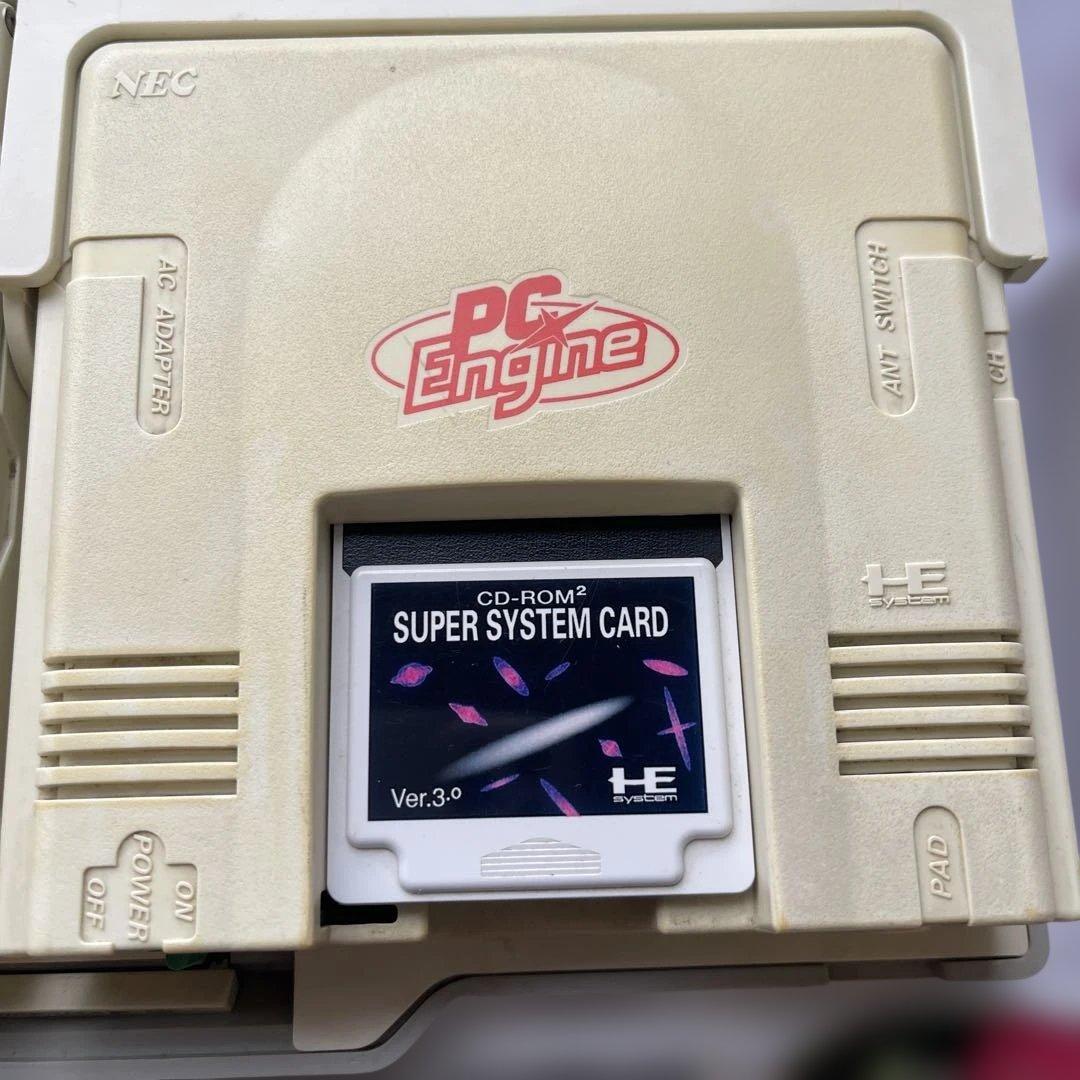 NEC
AC ADAPTER
ANT SWITCH
CH
PC
Engine
CD-ROM²
SUPER SYSTEM CARD
HE
system
Ver.3.0
HE
system
ON
POWER
OFF
PAD